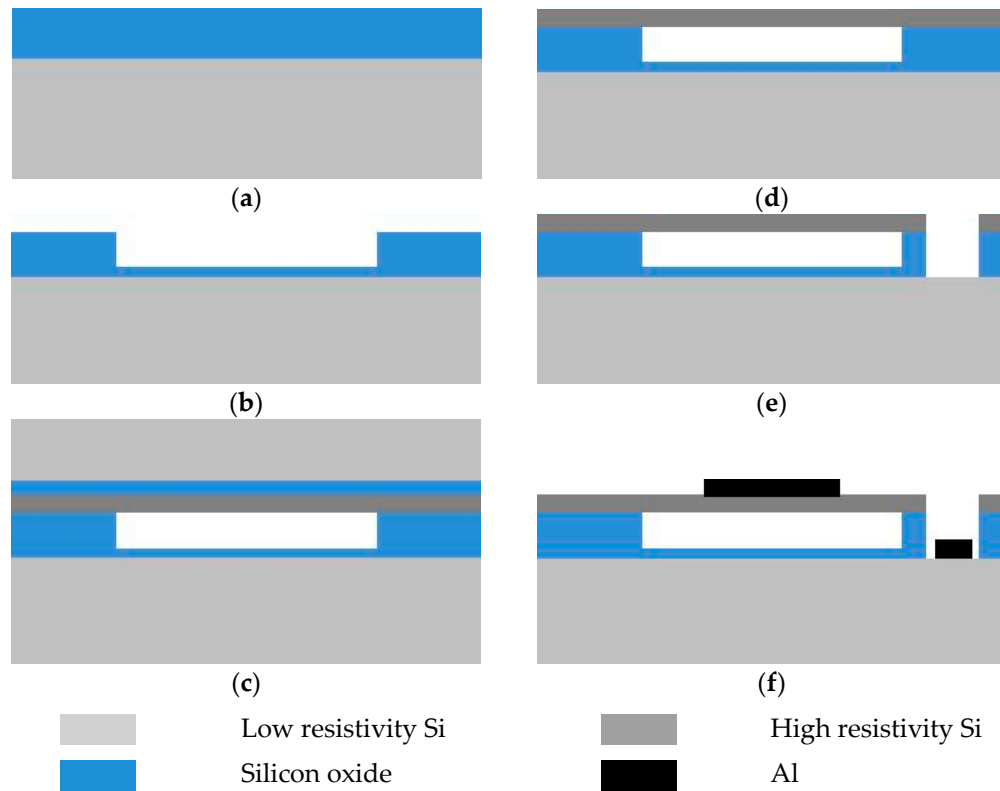 (a)
(d)
(b)
(e)
(c)
(f)
Low resistivity Si
High resistivity Si
Silicon oxide
Al